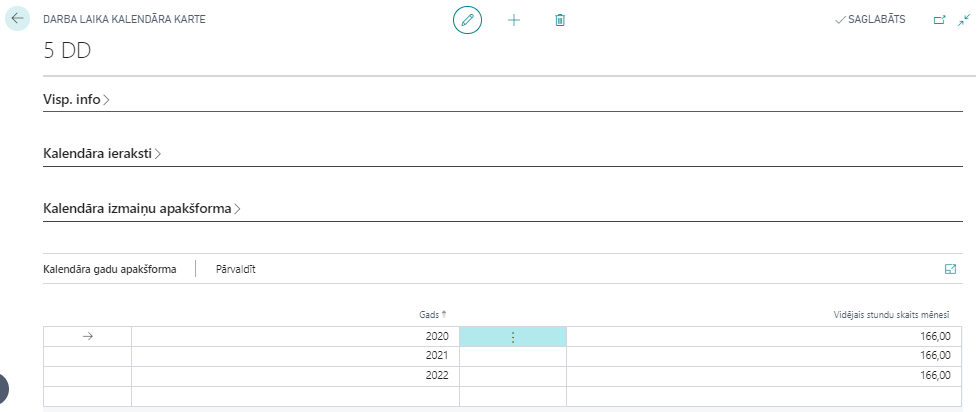 DARBA LAIKA KALENDĀRA KARTE
SAGLABĀTS
5 DD
Visp. info
Kalendāra ieraksti
Kalendāra izmaiņu apakšforma
Kalendāra gadu apakšforma Pārvaldīt
Gads ↑ Vidējais stundu skaits mēnesī
2020 166,00
2021 166,00
2022 166,00